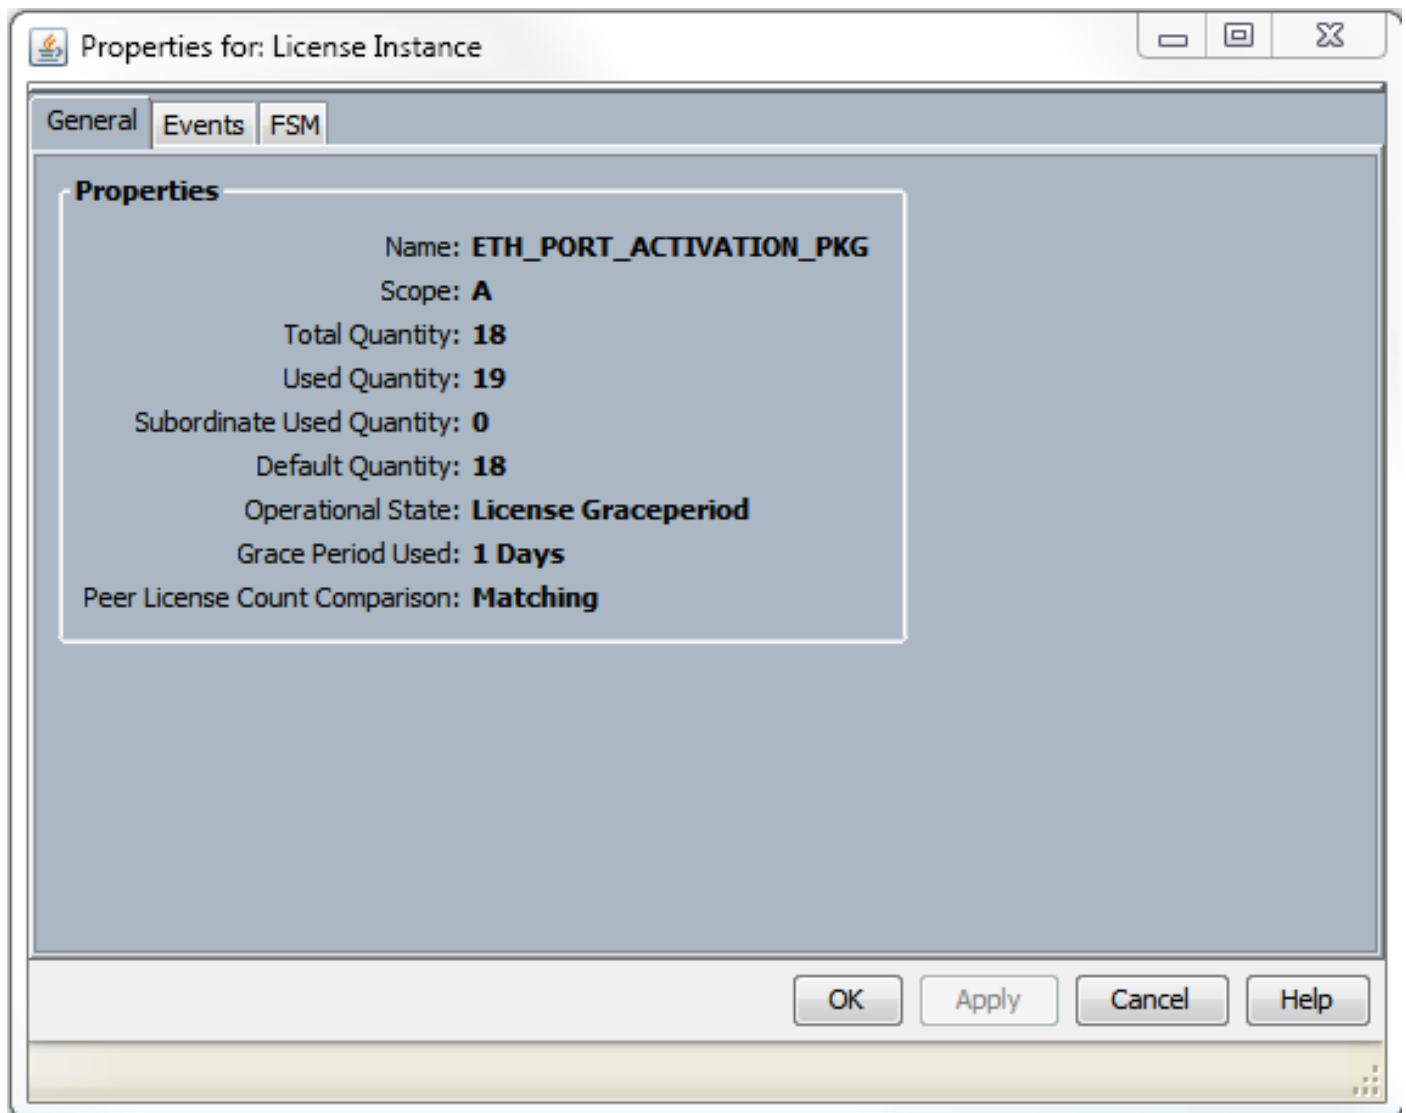 Properties for: License Instance
General Events FSM
Properties
Name: ETH_PORT_ACTIVATION_PKG
Scope: A
Total Quantity: 18
Used Quantity: 19
Subordinate Used Quantity: 0
Default Quantity: 18
Operational State: License Graceperiod
Grace Period Used: 1 Days
Peer License Count Comparison: Matching
OK Apply Cancel Help